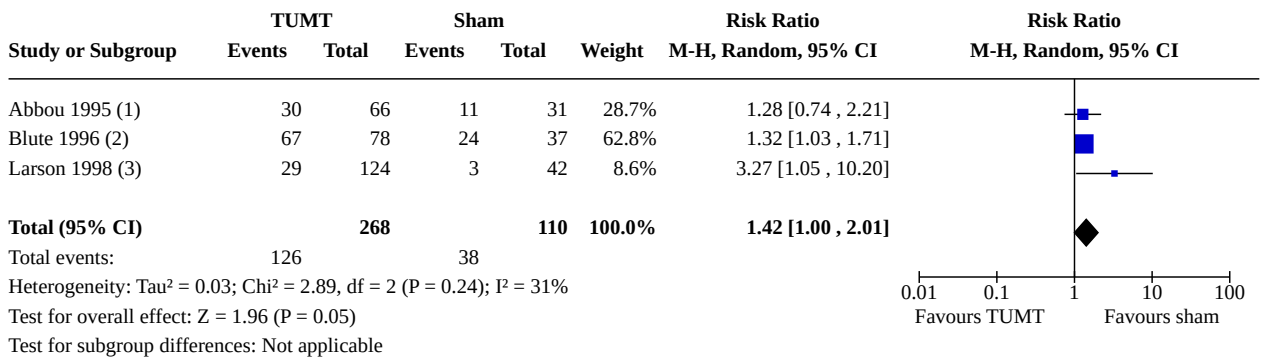 TUMT Sham Risk Ratio Risk Ratio
Study or Subgroup Events Total Events Total Weight M-H, Random, 95% CI M-H, Random, 95% CI
Abbou 1995 (1) 30 66 11 31 28.7% 1.28 [0.74 , 2.21]
Blute 1996 (2) 67 78 24 37 62.8% 1.32 [1.03 , 1.71]
Larson 1998 (3) 29 124 3 42 8.6% 3.27 [1.05 , 10.20]
Total (95% CI) 268 110 100.0% 1.42 [1.00 , 2.01]
Total events: 126 38
Heterogeneity: Tau² = 0.03; Chi² = 2.89, df = 2 (P = 0.24); I² = 31%
0.01 0.1 1 10 100
Test for overall effect: Z = 1.96 (P = 0.05) Favours TUMT Favours sham
Test for subgroup differences: Not applicable